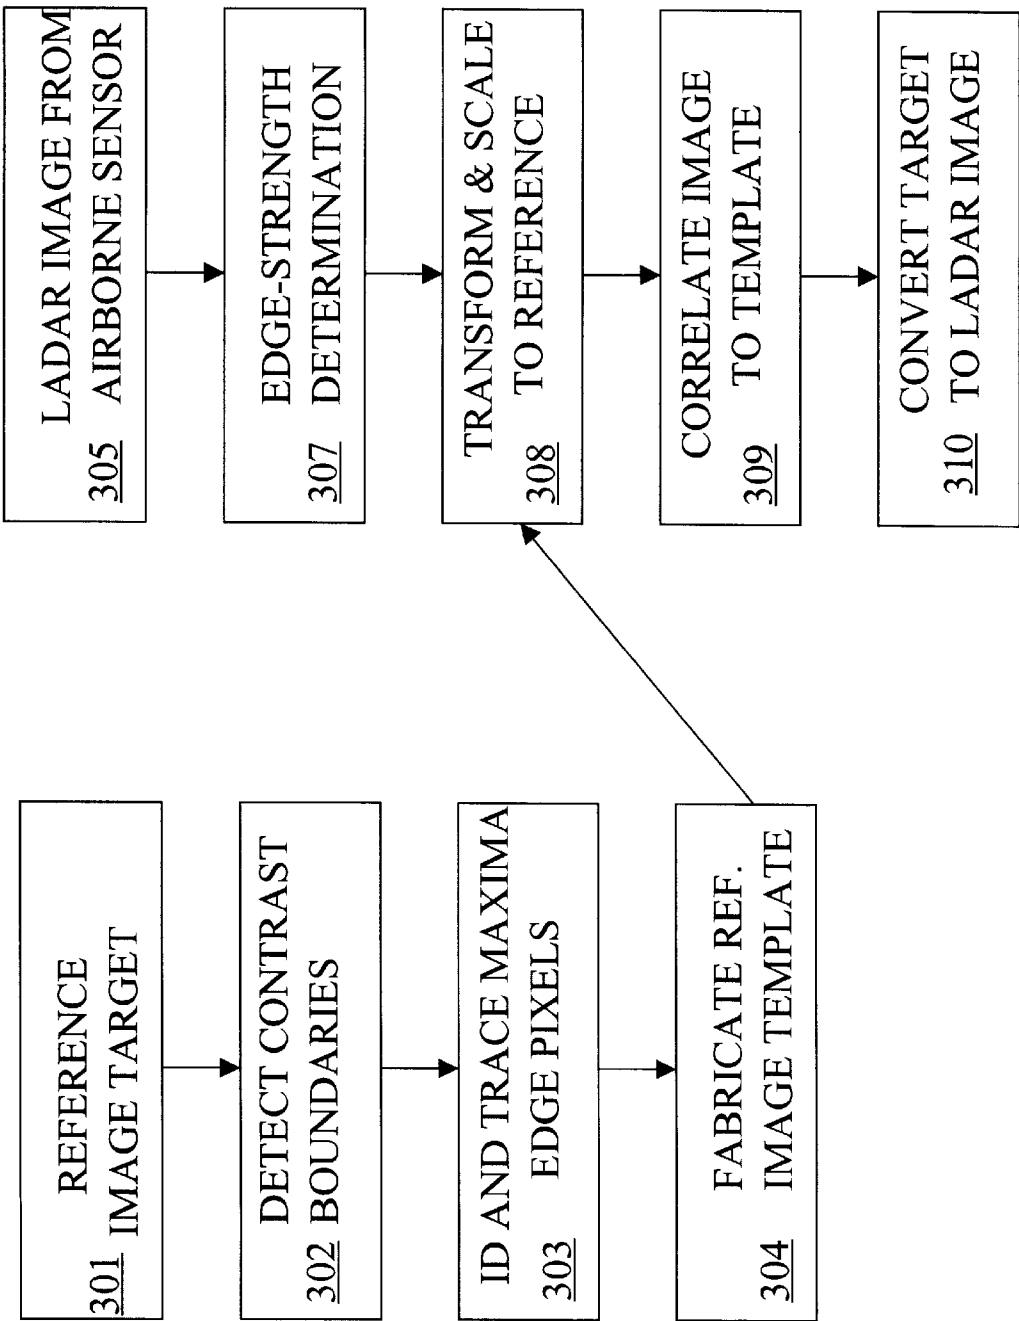 REFERENCE
IMAGE TARGET
301
DETECT CONTRAST
302 BOUNDARIES
ID AND TRACE MAXIMA
EDGE PIXELS
303
FABRICATE REF.
IMAGE TEMPLATE
304
LADAR IMAGE FROM
AIRBORNE SENSOR
305
EDGE-STRENGTH
DETERMINATION
307
TRANSFORM & SCALE
TO REFERENCE
308
CORRELATE IMAGE
TO TEMPLATE
309
CONVERT TARGET
310 TO LADAR IMAGE